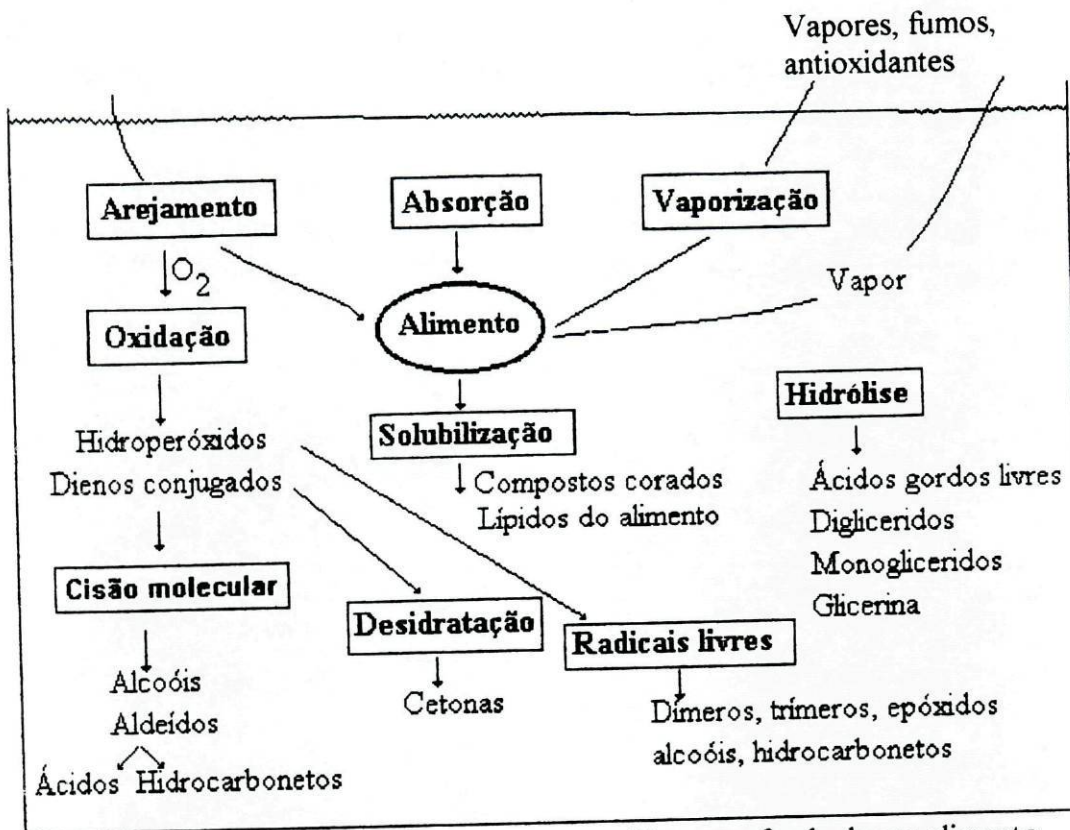 Vapores, fumos,
antioxidantes
Arejamento
Absorção
Vaporização
O2
Vapor
Oxidação
Alimento
Hidrólise
Hidroperóxidos
Dienos conjugados
Solubilização
Compostos corados
Lípidos do alimento
Ácidos gordos livres
Digliceridos
Monogliceridos
Glicerina
Cisão molecular
Desidratação
Radicais livres
Alcoóis
Aldeídos
Cetonas
Dímeros, trímeros, epóxidos
alcoóis, hidrocarbonetos
Ácidos Hidrocarbonetos